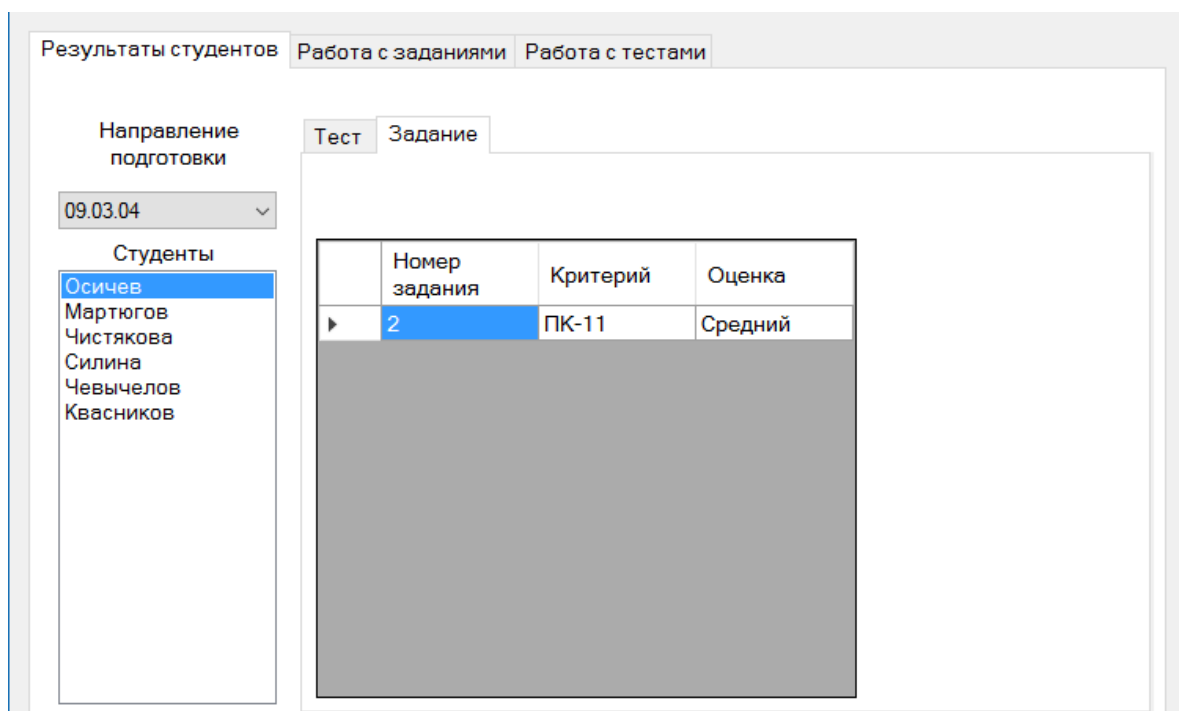 Результаты студентов Работа с заданиями Работа с тестами
Направление
подготовки
09.03.04
Студенты
Осичев
Мартюгов
Чистякова
Силина
Чевычелов
Квасников
Тест Задание
Номер
задания
Критерий
Оценка
2 ПК-11 Средний